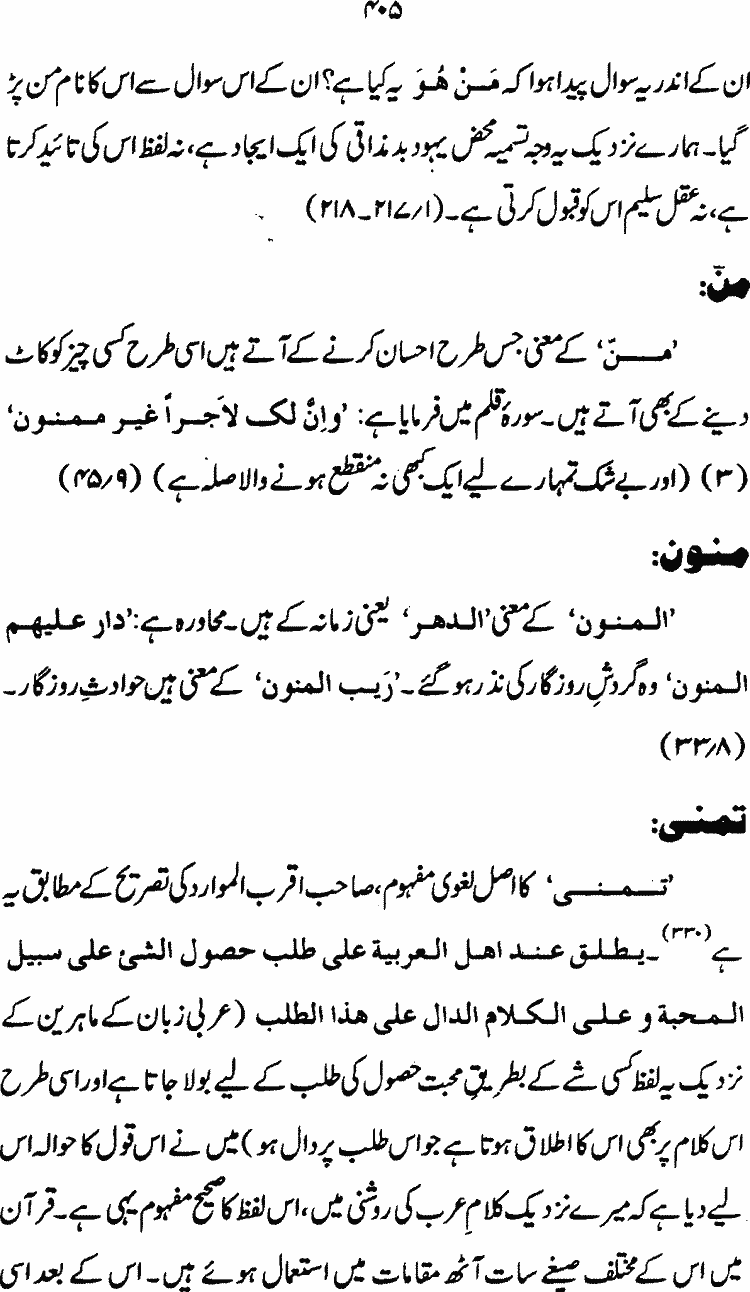 ۴۰۵
ان کے اندر یہ سوال پیدا ہوا کہ مَنْ هُوَ یہ کیا ہے؟ ان کے اس سوال سے اس کا نام من پڑ
گیا۔ ہمارے نزدیک یہ وجہ تسمیہ محض یہود بدمذاقی کی ایک ایجاد ہے، نہ لفظ اس کی تائید کرتا
ہے، نہ عقل سلیم اس کو قبول کرتی ہے۔ (۱/۲۱۷۔۲۱۸)
منّ:
’منّ‘ کے معنی جس طرح احسان کرنے کے آتے ہیں اسی طرح کسی چیز کو کاٹ
دینے کے بھی آتے ہیں۔ سورۂ قلم میں فرمایا ہے: ’وإنَّ لک لاَجراً غیر ممنون‘
(۳) (اور بے شک تمہارے لیے ایک کبھی نہ منقطع ہونے والا صلہ ہے) (۴۵/۹)
منون:
’المنون‘ کے معنی ’الدهر‘ یعنی زمانہ کے ہیں۔ محاورہ ہے: ’دار علیهم
المنون‘ وہ گردشِ روزگار کی نذر ہو گئے۔ ’رَیب المنون‘ کے معنی ہیں حوادثِ روزگار۔
(۳۳/۸)
تمنی:
’تمنی‘ کا اصل لغوی مفہوم، صاحب اقرب الموارد کی تصریح کے مطابق یہ
ہے(۳۳۰)۔ یطلق عند اهل العربیة علی طلب حصول الشئ علی سبیل
المحبة و علی الکلام الدال علی هذا الطلب (عربی زبان کے ماہرین کے
نزدیک یہ لفظ کسی شے کے بطریقِ محبت حصول کی طلب کے لیے بولا جاتا ہے اور اسی طرح
اس کلام پر بھی اس کا اطلاق ہوتا ہے جو اس طلب پر دال ہو) میں نے اس قول کا حوالہ اس
لیے دیا ہے کہ میرے نزدیک کلامِ عرب کی روشنی میں، اس لفظ کا صحیح مفہوم یہی ہے۔ قرآن
میں اس کے مختلف صیغے سات آٹھ مقامات میں استعمال ہوئے ہیں۔ اس کے بعد اسی